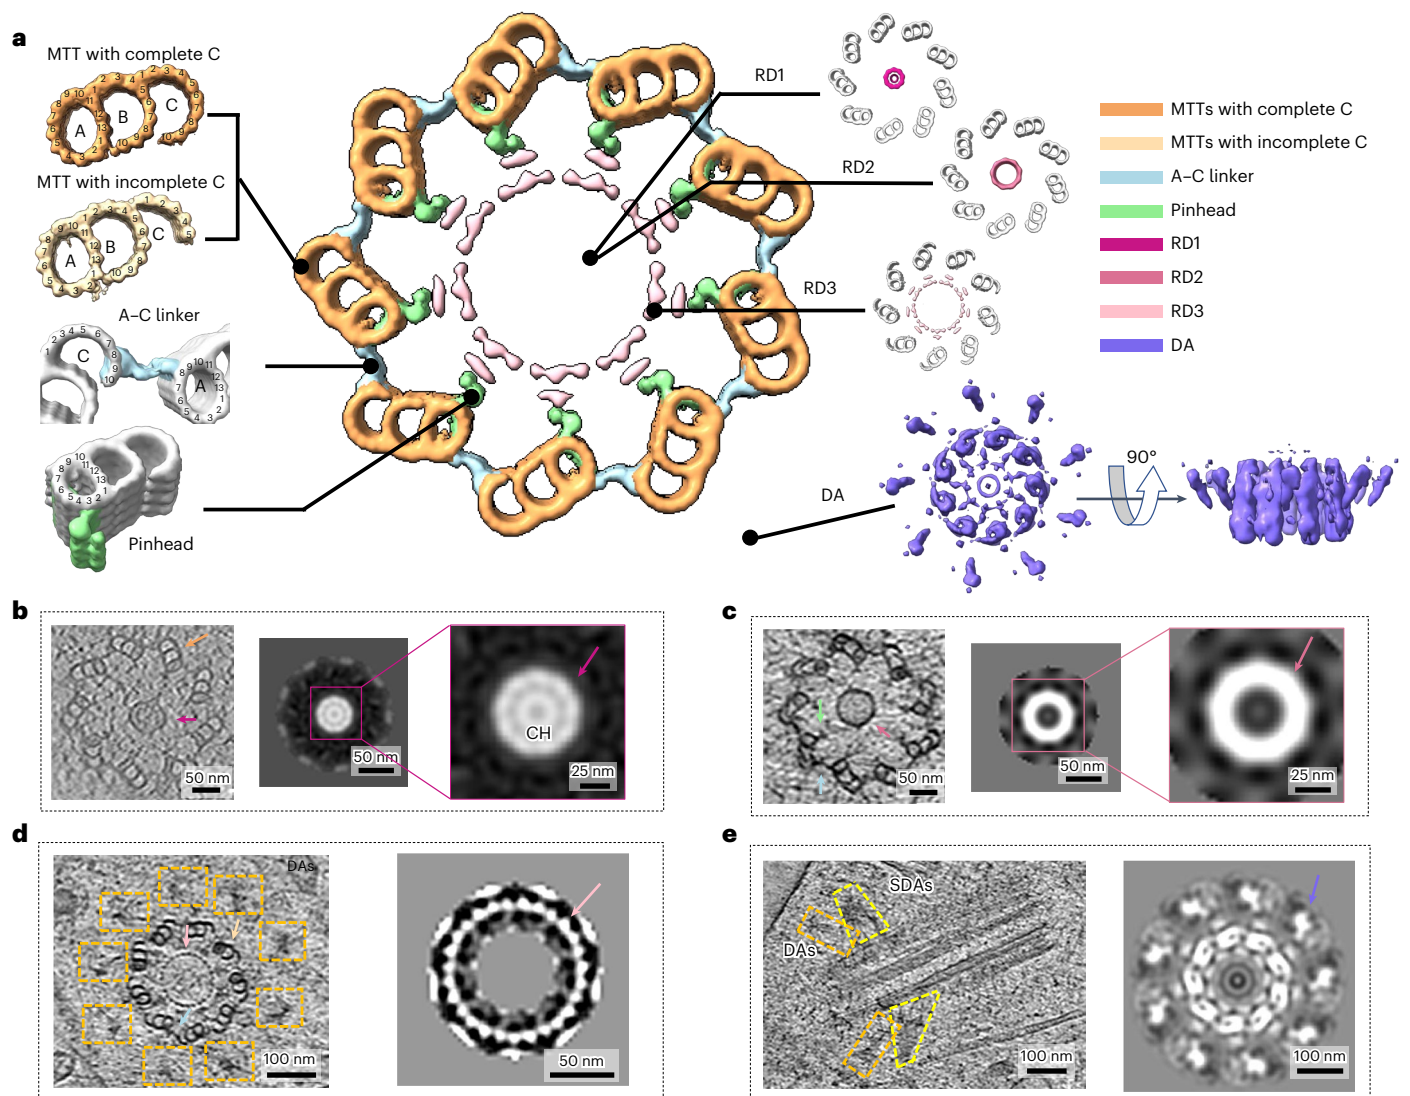 a
MTT with complete C
A
B
C
MTT with incomplete C
A
B
C
A–C linker
C
A
Pinhead
RD1
RD2
RD3
DA
90°
MTTs with complete C
MTTs with incomplete C
A–C linker
Pinhead
RD1
RD2
RD3
DA
b
50 nm
50 nm
CH
25 nm
c
50 nm
50 nm
25 nm
d
DAs
100 nm
50 nm
e
SDAs
DAs
100 nm
100 nm